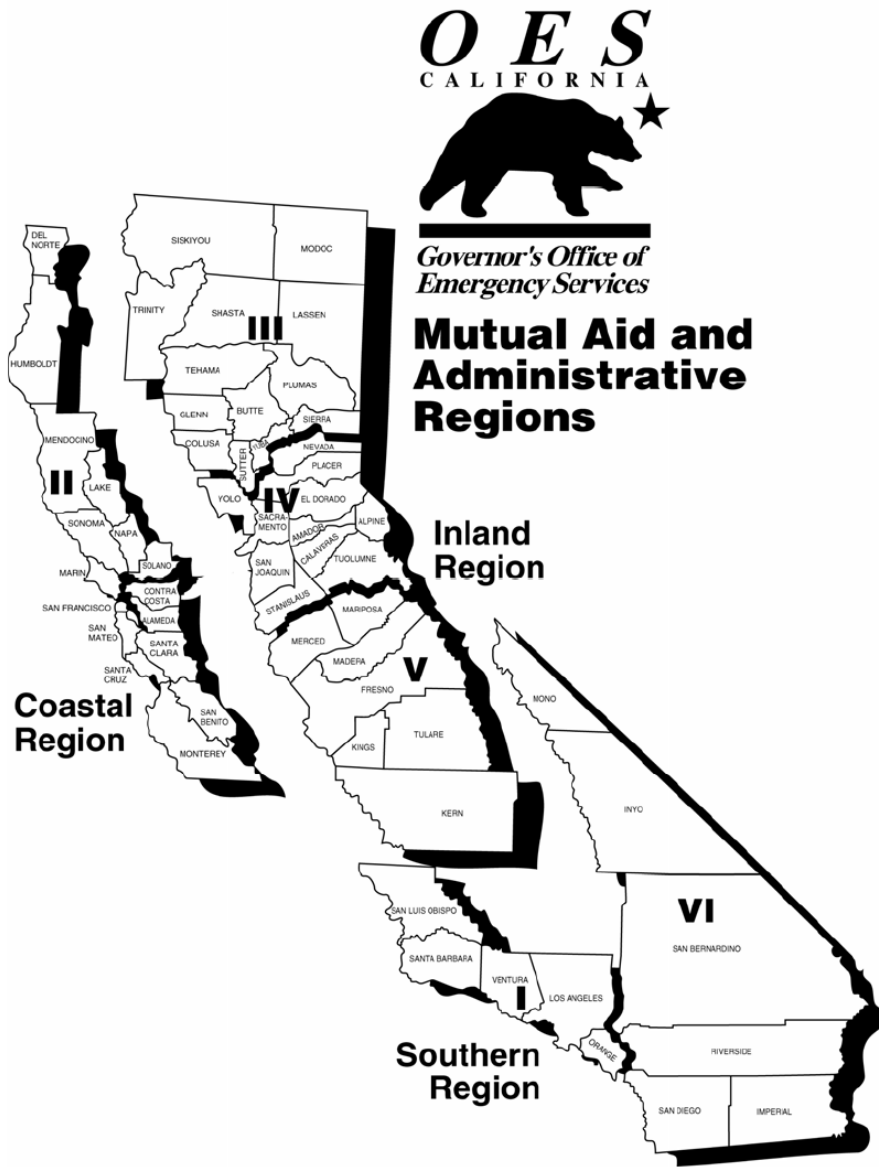 OES
CALIFORNIA
Governor's Office of
Emergency Services
Mutual Aid and
Administrative
Regions
DEL
NORTE
SISKIYOU
MODOC
TRINITY
SHASTA
LASSEN
III
HUMBOLDT
TEHAMA
PLUMAS
GLENN
BUTTE
SIERRA
MENDOCINO
COLUSA
YUBA
SUTTER
NEVADA
PLACER
II
LAKE
YOLO
IV
EL DORADO
SONOMA
NAPA
SACRA-
MENTO
AMADOR
ALPINE
Inland
Region
SOLANO
CALAVERAS
MARIN
SAN
JOAQUIN
TUOLUMNE
CONTRA
COSTA
STANISLAUS
SAN FRANCISCO
MARIPOSA
ALAMEDA
SAN
MATEO
SANTA
CLARA
MERCED
SANTA
CRUZ
MADERA
V
FRESNO
MONO
Coastal
Region
SAN
BENITO
MONTEREY
KINGS
TULARE
KERN
INYO
SAN LUIS OBISPO
VI
SAN BERNARDINO
SANTA BARBARA
VENTURA
I
LOS ANGELES
ORANGE
RIVERSIDE
Southern
Region
SAN DIEGO
IMPERIAL